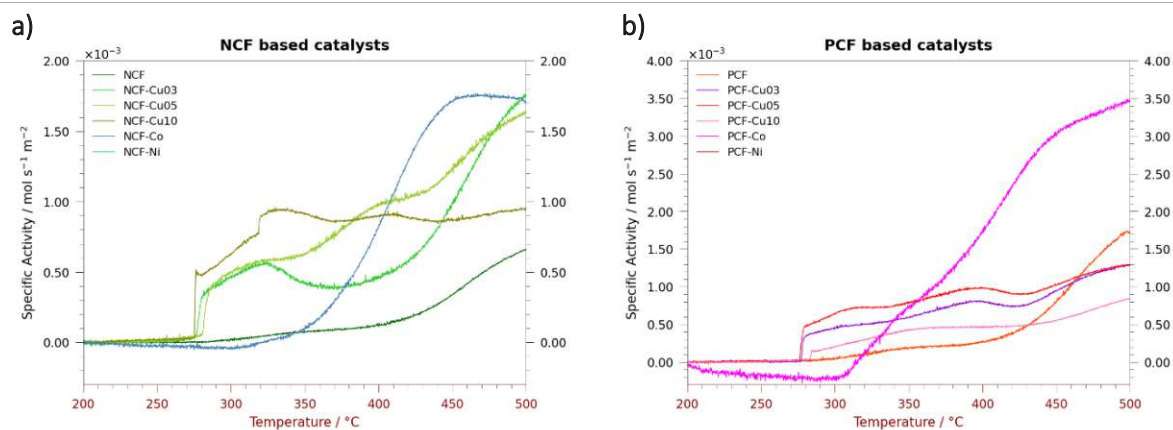 a)
NCF based catalysts
×10⁻³
2.00
1.50
1.00
0.50
0.00
2.00
1.50
1.00
0.50
0.00
NCF
NCF-Cu03
NCF-Cu05
NCF-Cu10
NCF-Co
NCF-Ni
Specific Activity / mol s⁻¹ m⁻²
200 250 300 350 400 450 500
Temperature / °C
b)
PCF based catalysts
×10⁻³
4.00
3.50
3.00
2.50
2.00
1.50
1.00
0.50
0.00
4.00
3.50
3.00
2.50
2.00
1.50
1.00
0.50
0.00
PCF
PCF-Cu03
PCF-Cu05
PCF-Cu10
PCF-Co
PCF-Ni
Specific Activity / mol s⁻¹ m⁻²
200 250 300 350 400 450 500
Temperature / °C